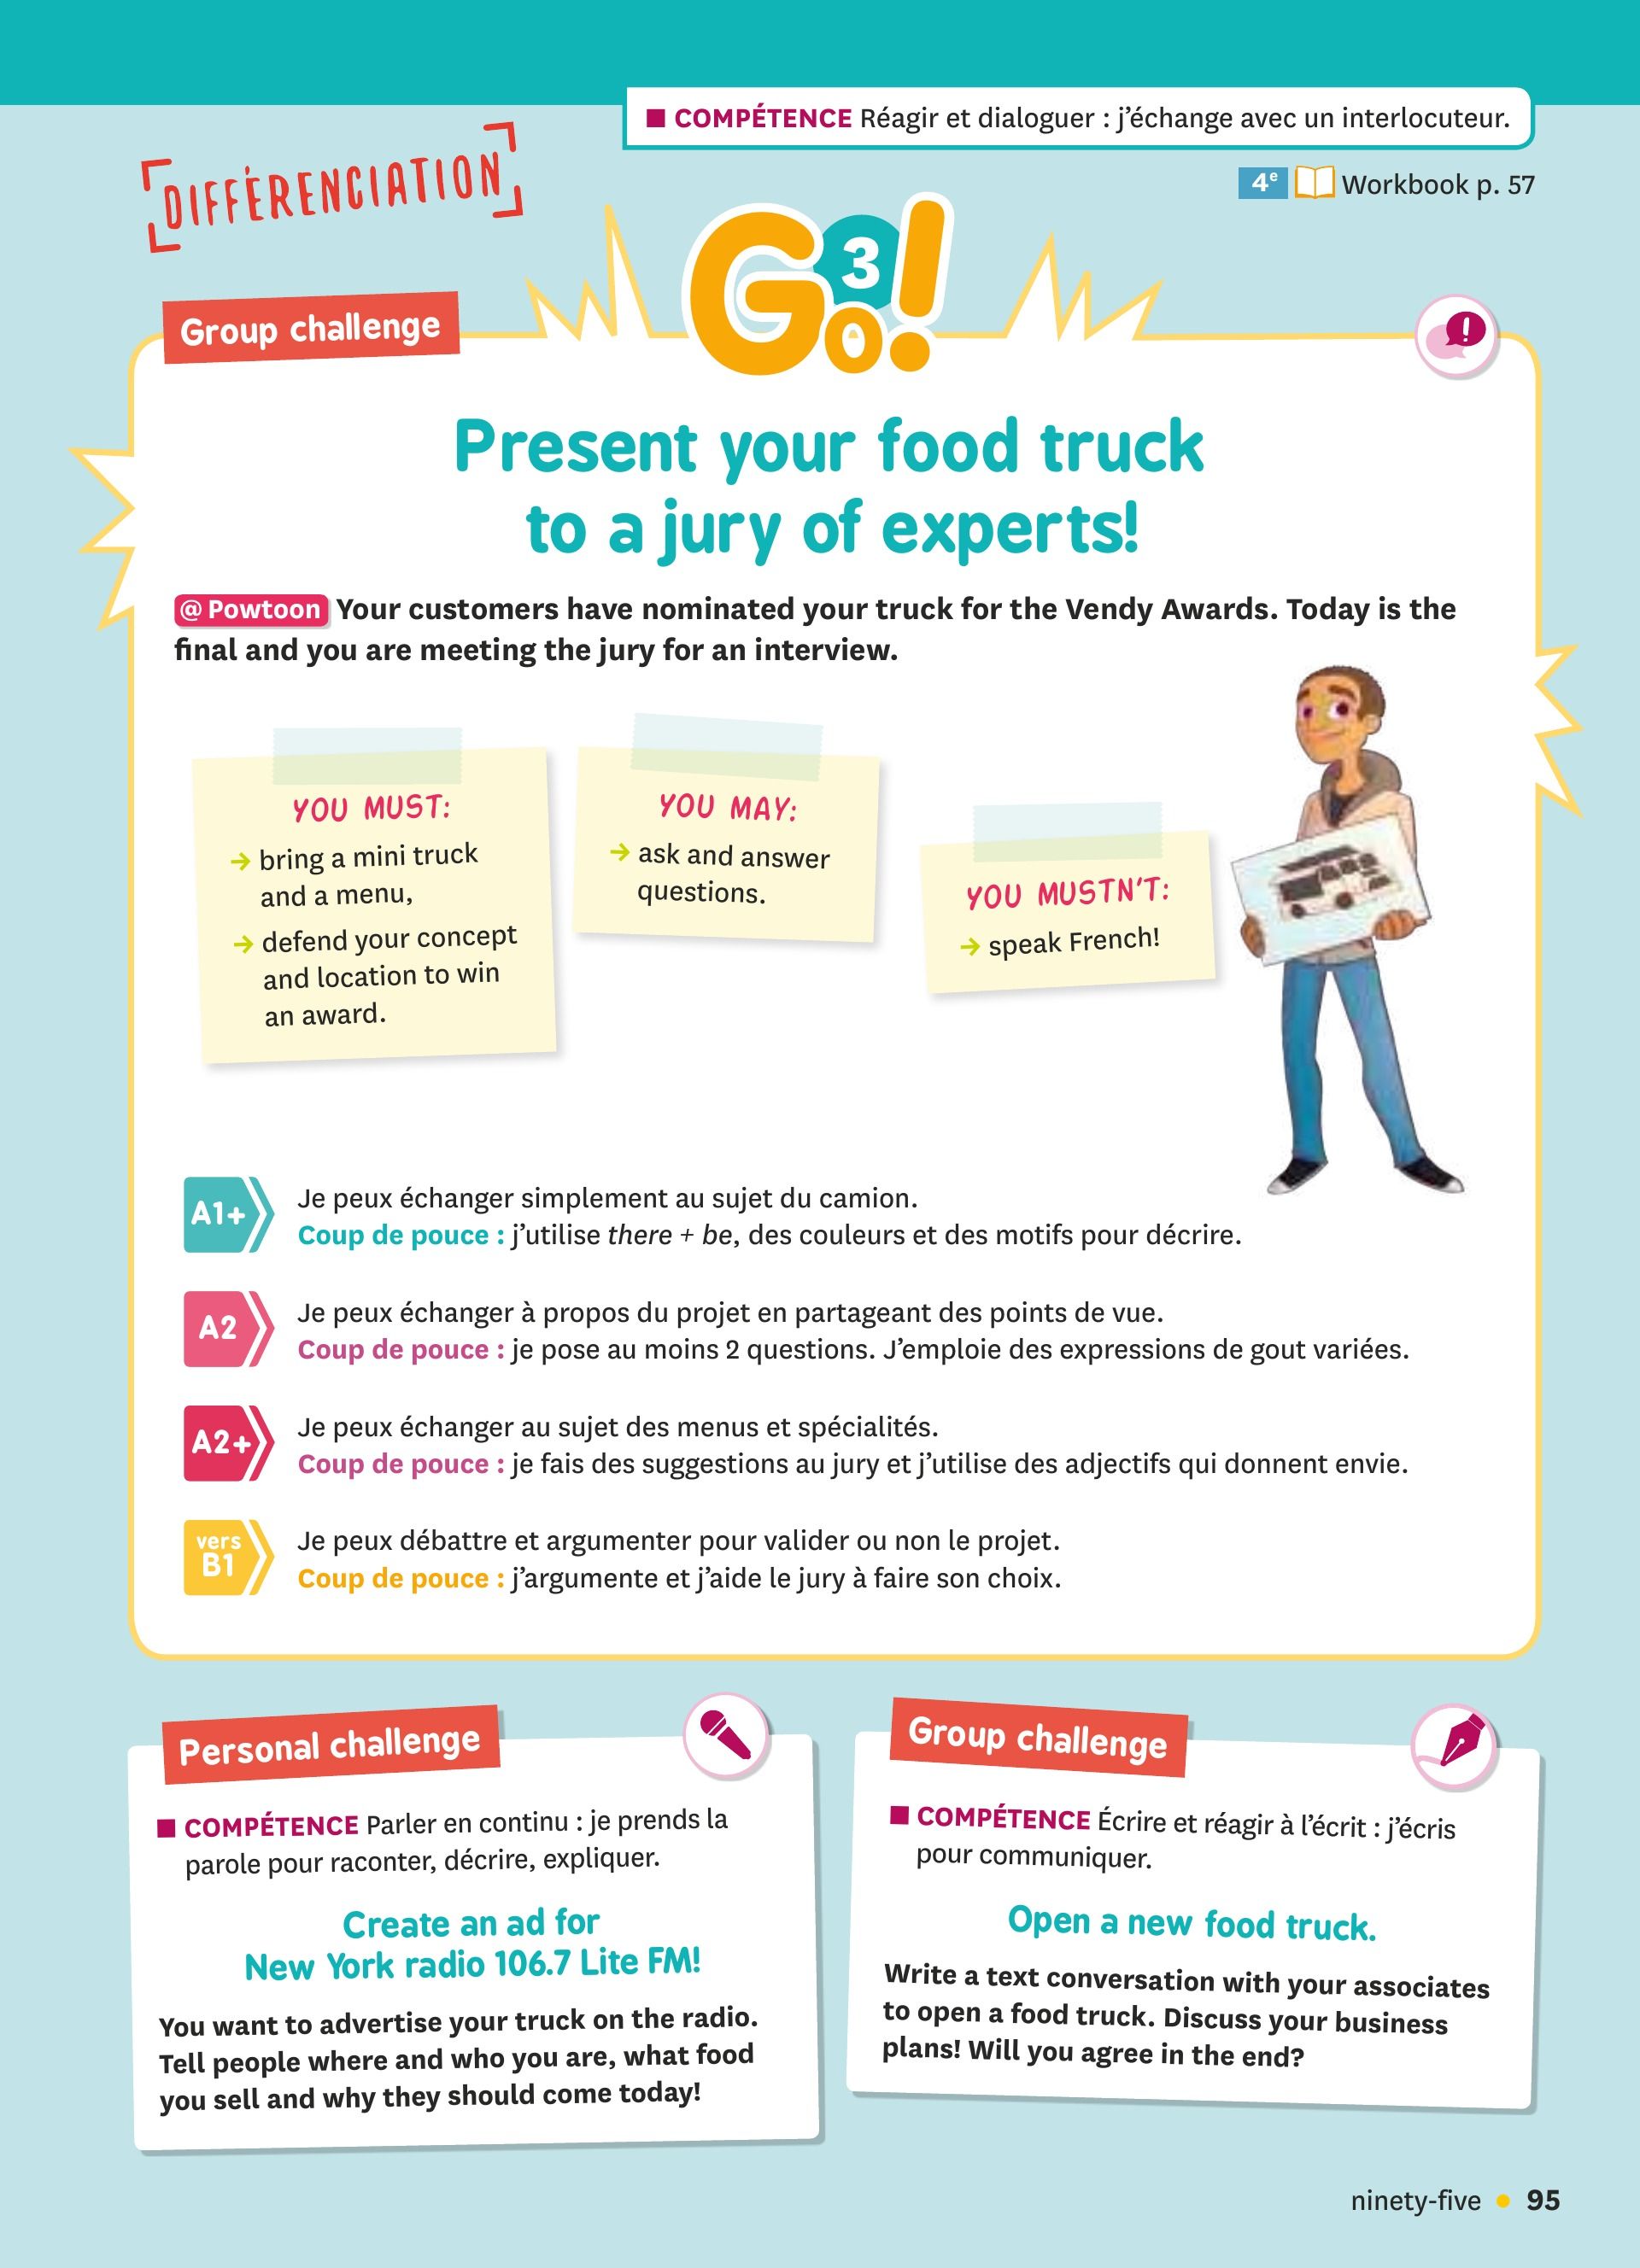 ■ COMPÉTENCE Réagir et dialoguer : j’échange avec un interlocuteur.
DIFFÉRENCIATION
4e Workbook p. 57
Go! 3
Group challenge
!
Present your food truck
to a jury of experts!
@ Powtoon Your customers have nominated your truck for the Vendy Awards. Today is the
final and you are meeting the jury for an interview.
YOU MUST:
→ bring a mini truck
and a menu,
→ defend your concept
and location to win
an award.
YOU MAY:
→ ask and answer
questions.
YOU MUSTN’T:
→ speak French!
A1+
Je peux échanger simplement au sujet du camion.
Coup de pouce : j’utilise there + be, des couleurs et des motifs pour décrire.
A2
Je peux échanger à propos du projet en partageant des points de vue.
Coup de pouce : je pose au moins 2 questions. J’emploie des expressions de gout variées.
A2+
Je peux échanger au sujet des menus et spécialités.
Coup de pouce : je fais des suggestions au jury et j’utilise des adjectifs qui donnent envie.
vers
B1
Je peux débattre et argumenter pour valider ou non le projet.
Coup de pouce : j’argumente et j’aide le jury à faire son choix.
Personal challenge
■ COMPÉTENCE Parler en continu : je prends la
parole pour raconter, décrire, expliquer.
Create an ad for
New York radio 106.7 Lite FM!
You want to advertise your truck on the radio.
Tell people where and who you are, what food
you sell and why they should come today!
Group challenge
■ COMPÉTENCE Écrire et réagir à l’écrit : j’écris
pour communiquer.
Open a new food truck.
Write a text conversation with your associates
to open a food truck. Discuss your business
plans! Will you agree in the end?
ninety-five • 95